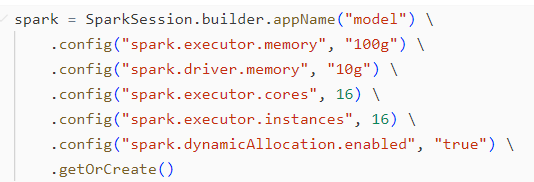 spark = SparkSession.builder.appName("model") \
    .config("spark.executor.memory", "100g") \
    .config("spark.driver.memory", "10g") \
    .config("spark.executor.cores", 16) \
    .config("spark.executor.instances", 16) \
    .config("spark.dynamicAllocation.enabled", "true") \
    .getOrCreate()